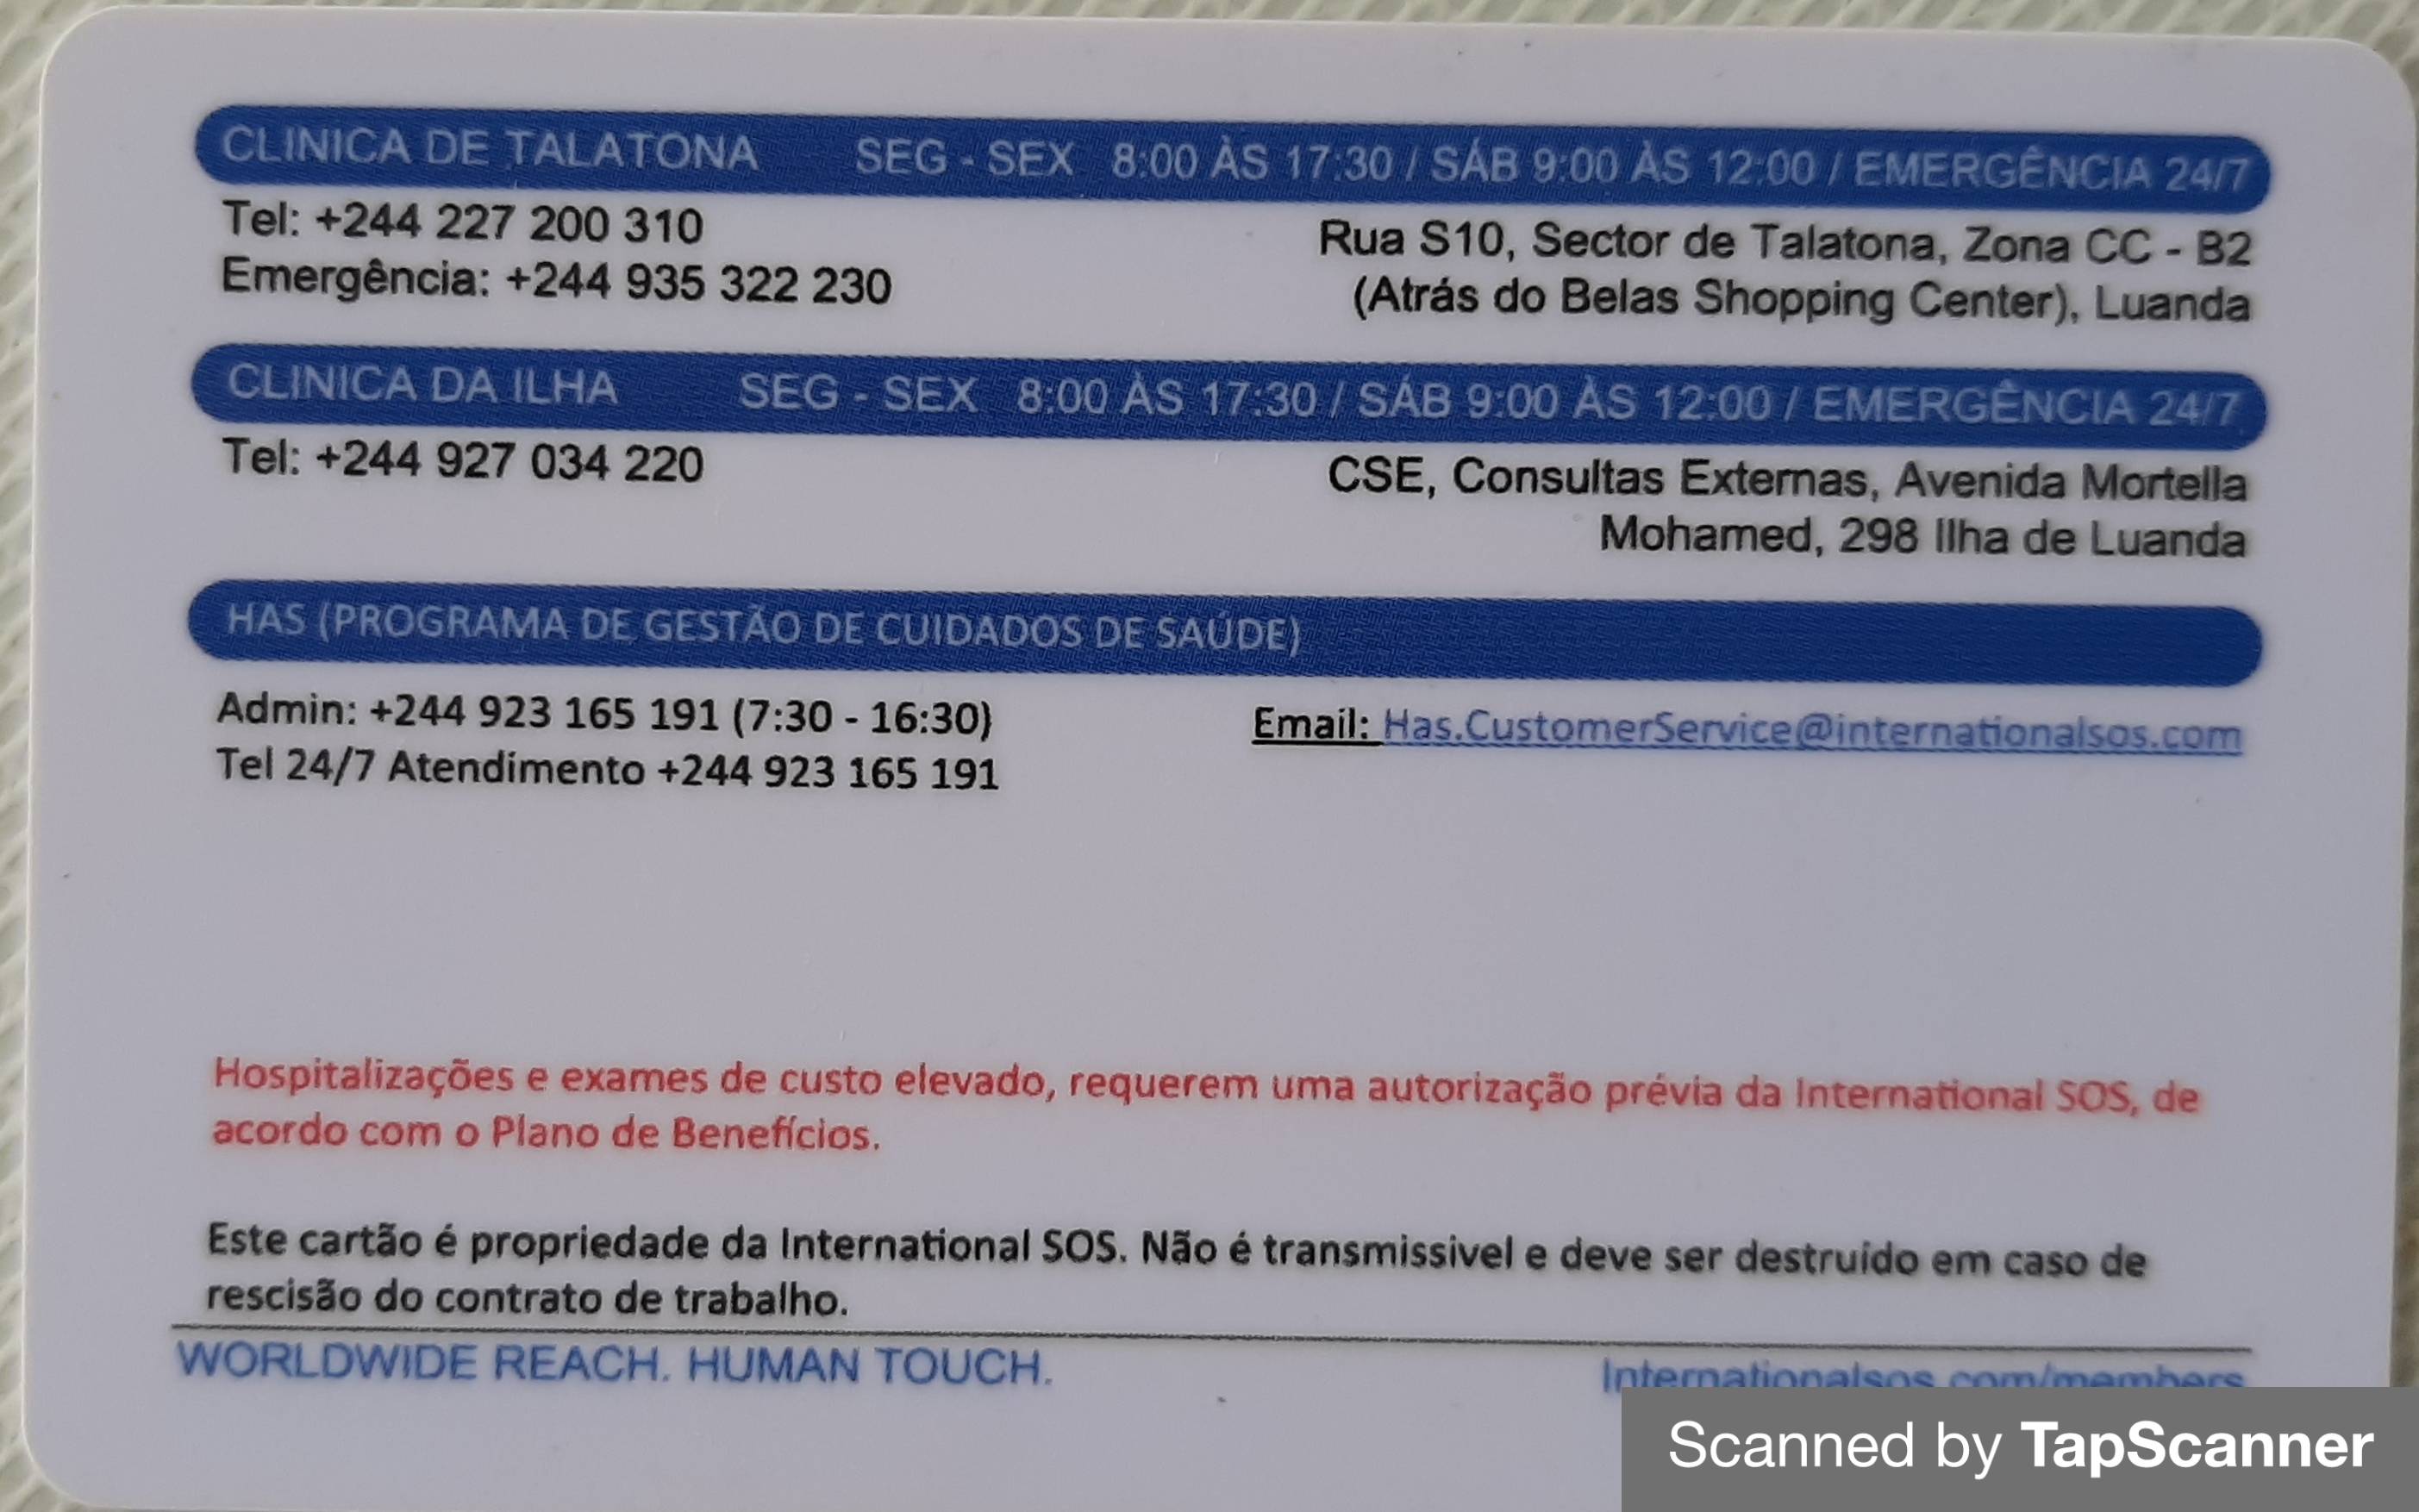 CLINICA DE TALATONA SEG - SEX 8:00 ÀS 17:30 / SÁB 9:00 ÀS 12:00 / EMERGÊNCIA 24/7
Tel: +244 227 200 310
Emergência: +244 935 322 230
Rua S10, Sector de Talatona, Zona CC - B2
(Atrás do Belas Shopping Center), Luanda
CLINICA DA ILHA SEG - SEX 8:00 ÀS 17:30 / SÁB 9:00 ÀS 12:00 / EMERGÊNCIA 24/7
Tel: +244 927 034 220
CSE, Consultas Externas, Avenida Mortella
Mohamed, 298 Ilha de Luanda
HAS (PROGRAMA DE GESTÃO DE CUIDADOS DE SAÚDE)
Admin: +244 923 165 191 (7:30 - 16:30)
Tel 24/7 Atendimento +244 923 165 191
Email: Has.CustomerService@internationalsos.com
Hospitalizações e exames de custo elevado, requerem uma autorização prévia da International SOS, de
acordo com o Plano de Benefícios.
Este cartão é propriedade da International SOS. Não é transmissivel e deve ser destruído em caso de
rescisão do contrato de trabalho.
WORLDWIDE REACH. HUMAN TOUCH.
Internationalsos.com/members
Scanned by TapScanner